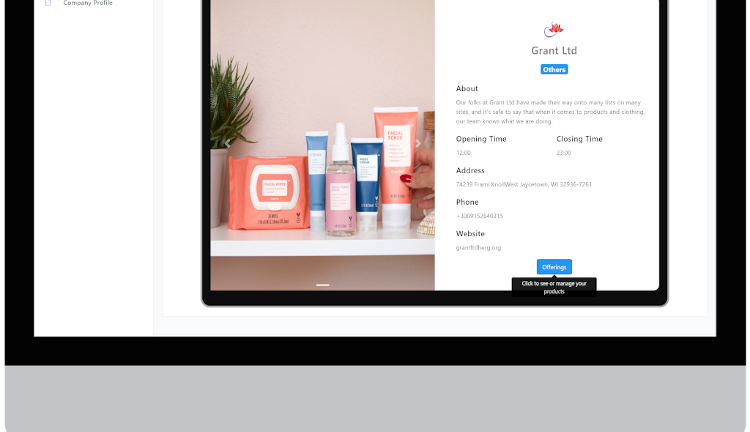 Company Profile
FACIAL SCRUB
Grant Ltd
Others
About
Our folks at Grant Ltd have made their way onto many lists on many
sites, and it's safe to say that when it comes to products and clothing,
our team knows what we are doing.
Opening Time
Closing Time
12:00
23:00
Address
74239 Frami KnollWest Jaycetown, WI 32936-7261
Phone
+3009152640315
Website
grantltdberg.org
Offerings
Click to see or manage your
products